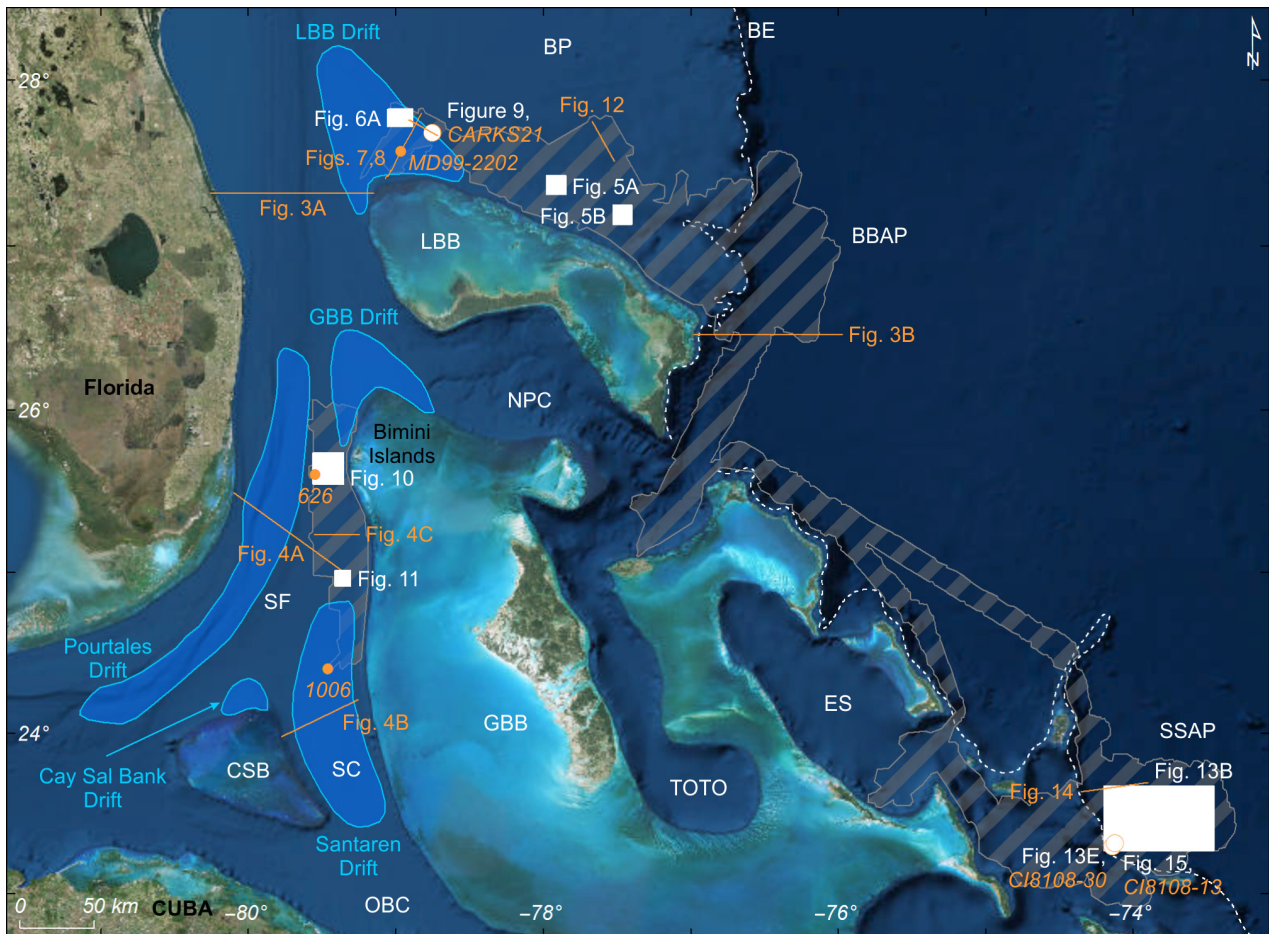 LBB Drift
BP
BE
N
28°
Fig. 6A
Figure 9,
CARKS21
Fig. 12
Figs. 7,8
MD99-2202
Fig. 3A
Fig. 5A
Fig. 5B
LBB
BBAP
GBB Drift
Fig. 3B
Florida
26°
NPC
Bimini
Islands
Fig. 10
626
Fig. 4C
Fig. 4A
Fig. 11
SF
Pourtales
Drift
1006
Fig. 4B
24°
GBB
ES
SSAP
Cay Sal Bank
Drift
CSB
SC
TOTO
Fig. 13B
Fig. 14
Santaren
Drift
Fig. 13E,
CI8108-30
Fig. 15,
CI8108-13
0
50 km
CUBA
−80°
OBC
−78°
−76°
−74°